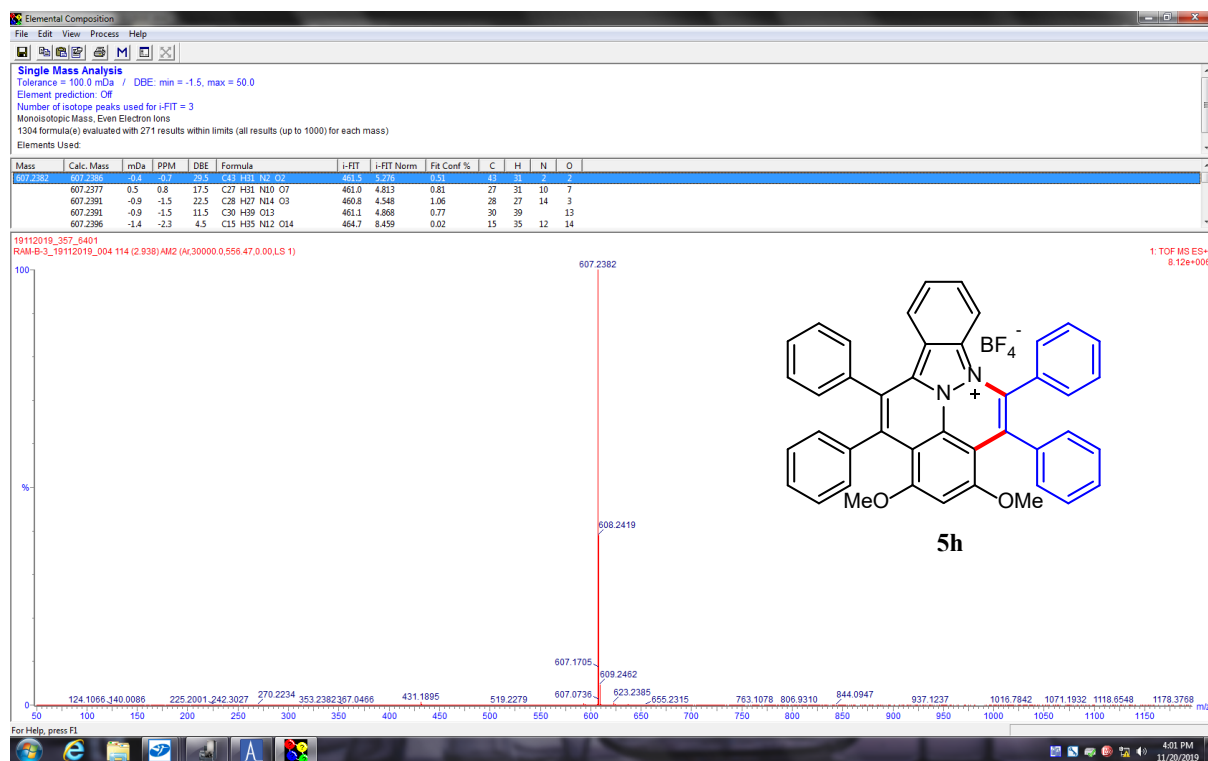 Elemental Composition
File Edit View Process Help
Single Mass Analysis
Tolerance = 100.0 mDa / DBE: min = -1.5, max = 50.0
Element prediction: Off
Number of isotope peaks used for i-FIT = 3
Monoisotopic Mass, Even Electron Ions
1304 formula(e) evaluated with 271 results within limits (all results (up to 1000) for each mass)
Elements Used:
Mass Calc. Mass mDa PPM DBE Formula i-FIT i-FIT Norm Fit Conf % C H N O
607.2382 607.2386 -0.4 -0.7 29.5 C43 H31 N2 O2 461.5 5.276 0.51 43 31 2 2
607.2377 0.5 0.8 17.5 C27 H31 N10 O7 461.0 4.813 0.81 27 31 10 7
607.2391 -0.9 -1.5 22.5 C28 H27 N14 O3 460.8 4.548 1.06 28 27 14 3
607.2391 -0.9 -1.5 11.5 C30 H39 O13 461.1 4.868 0.77 30 39 13
607.2396 -1.4 -2.3 4.5 C15 H35 N12 O14 464.7 8.459 0.02 15 35 12 14
19112019_357_6401
RAM-B-3_19112019_004 114 (2.938) AM2 (Ar,30000.0,556.47,0.00,LS 1)
1: TOF MS ES+
8.12e+006
607.2382
100
%
0
608.2419
607.1705
609.2462
607.0736
623.2385
124.1066
140.0086
225.2001
242.3027
270.2234
353.2382
367.0466
431.1895
519.2279
655.2315
763.1078
806.9310
844.0947
937.1237
1016.7842
1071.1932
1118.6548
1178.3768
50 100 150 200 250 300 350 400 450 500 550 600 650 700 750 800 850 900 950 1000 1050 1100 1150
m/z
BF4 -
N
N
+
MeO
OMe
5h
For Help, press F1
4:01 PM
11/20/2019